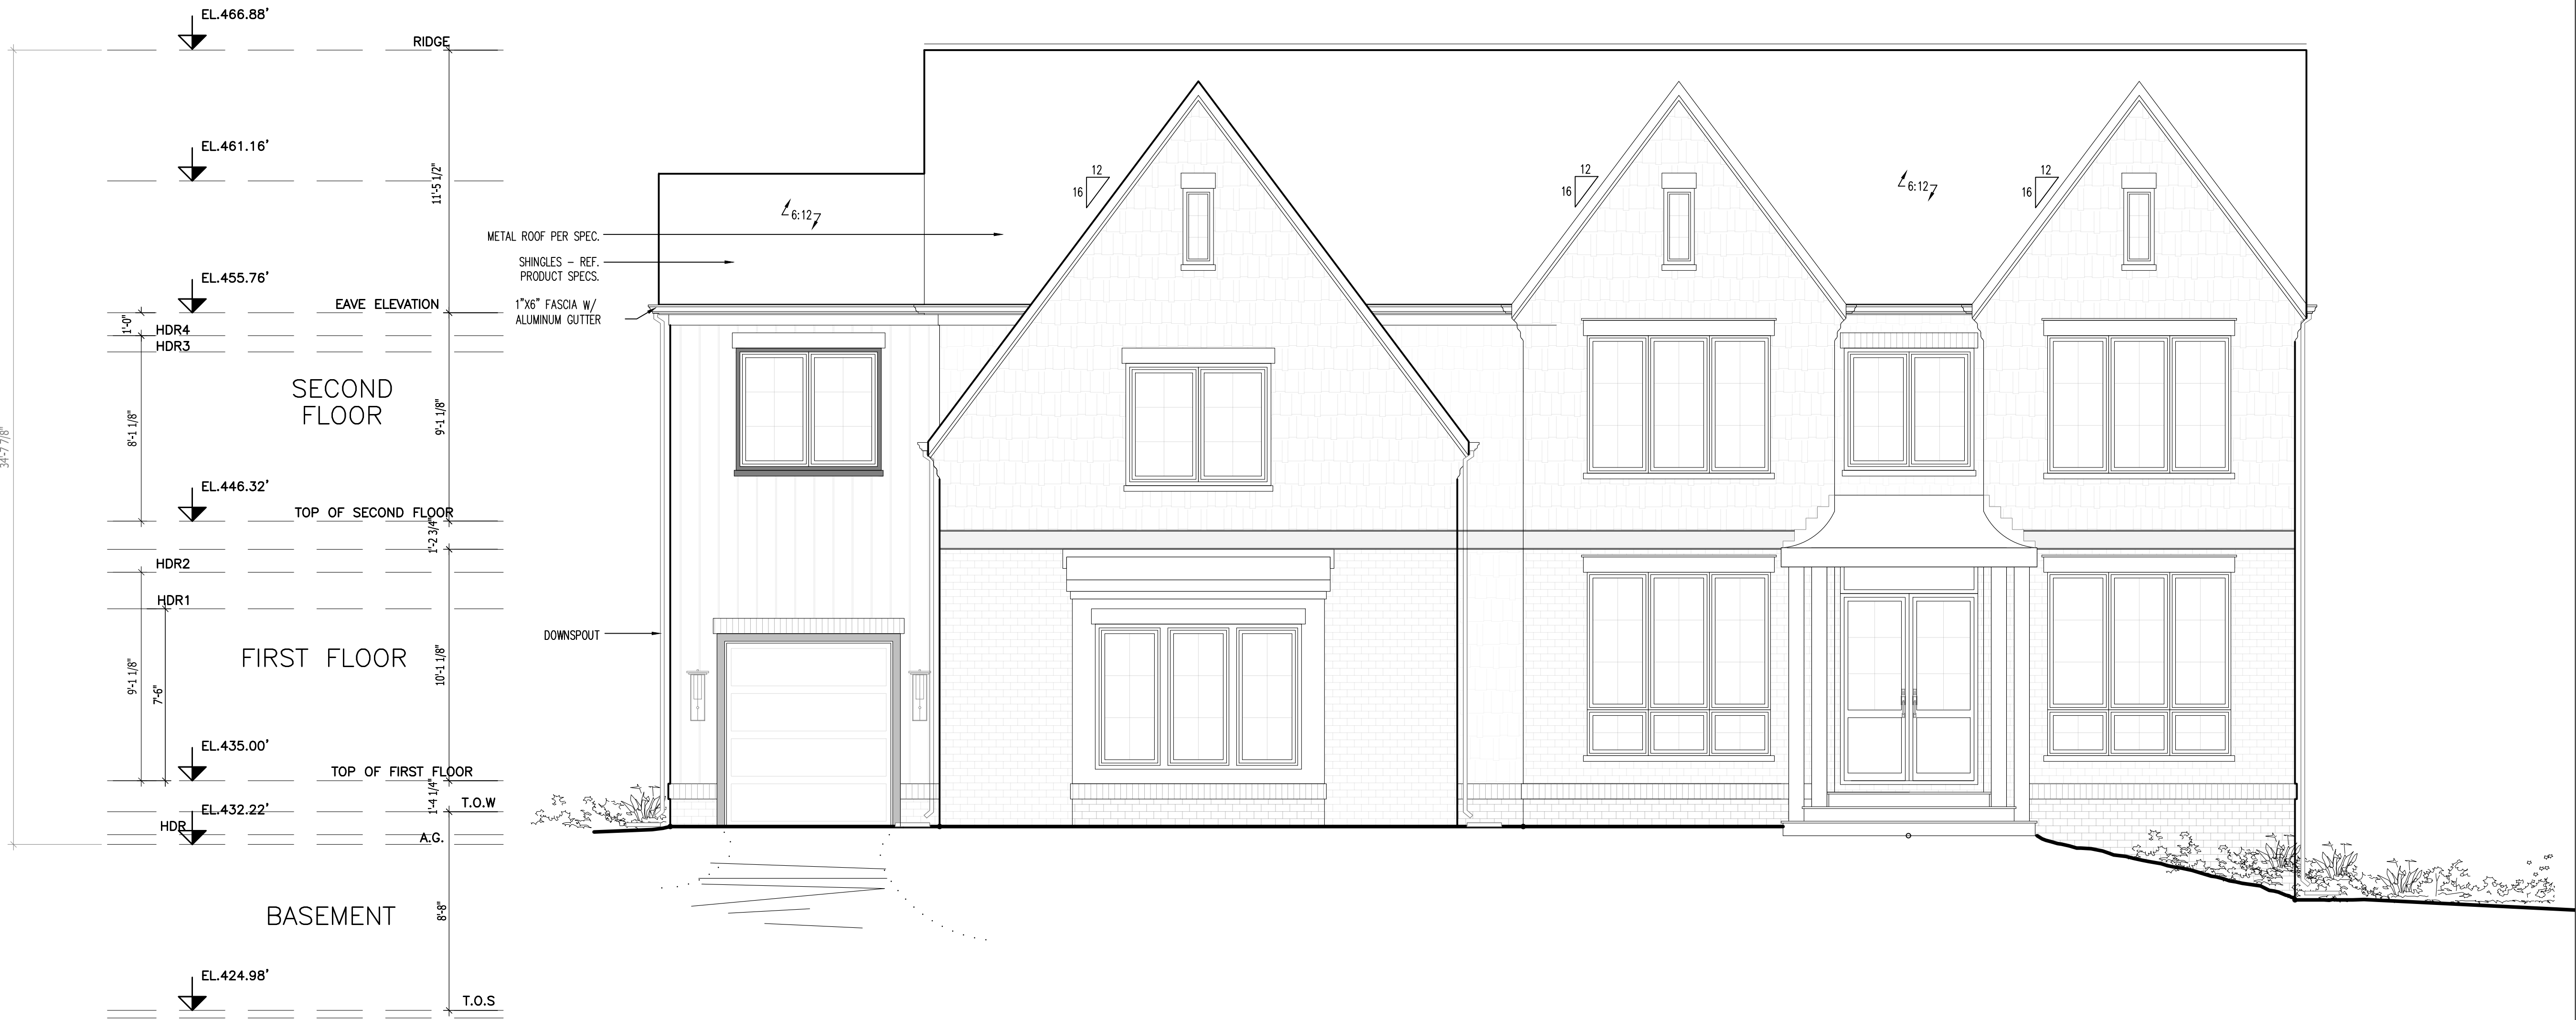 EL.466.88'
RIDGE
EL.461.16'
11'-5 1/2"
12
16
12
16
12
16
6:12
6:12
METAL ROOF PER SPEC.
SHINGLES – REF.
PRODUCT SPECS.
EL.455.76'
EAVE ELEVATION
1"X6" FASCIA W/
ALUMINUM GUTTER
1'-0"
HDR4
HDR3
SECOND
FLOOR
8'-1 1/8"
9'-1 1/8"
34'-7 7/8"
EL.446.32'
TOP OF SECOND FLOOR
1'-2 3/4"
HDR2
HDR1
DOWNSPOUT
FIRST FLOOR
9'-1 1/8"
7'-6"
10'-1 1/8"
EL.435.00'
TOP OF FIRST FLOOR
1'-4 1/4"
T.O.W
EL.432.22'
HDR
A.G.
BASEMENT
8'-8"
EL.424.98'
T.O.S